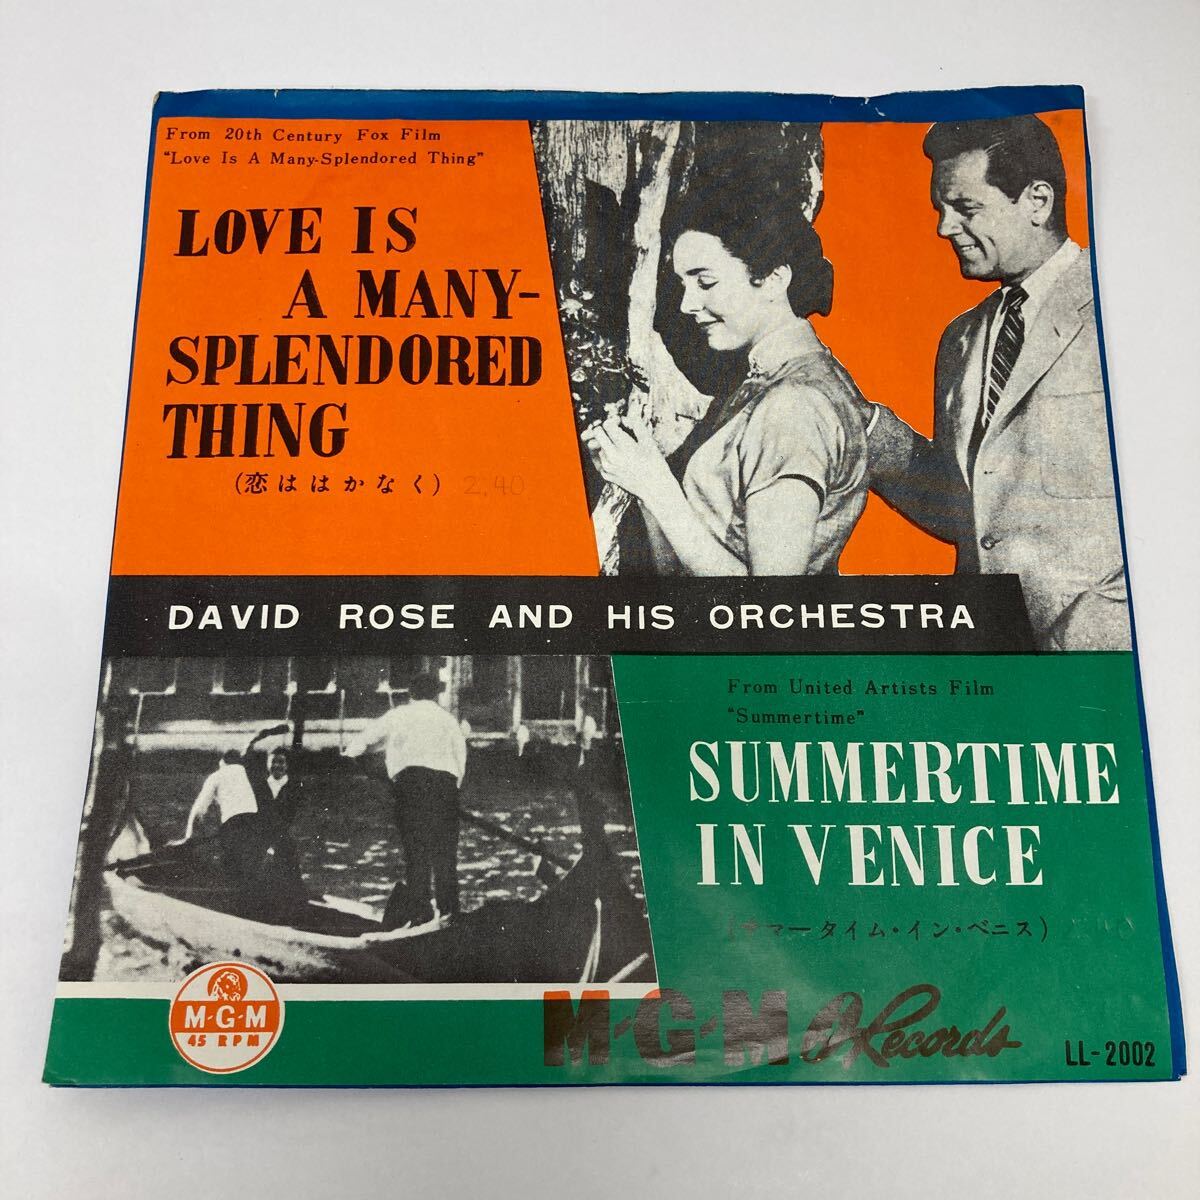 From 20th Century Fox Film
"Love Is A Many-Splendored Thing"
LOVE IS
A MANY-
SPLENDORED
THING
(恋ははかなく) 2,40
DAVID ROSE AND HIS ORCHESTRA
From United Artists Film
"Summertime"
SUMMERTIME
IN VENICE
(サマータイム・イン・ベニス)
M-G-M
45 RPM
M-G-M Records
LL-2002